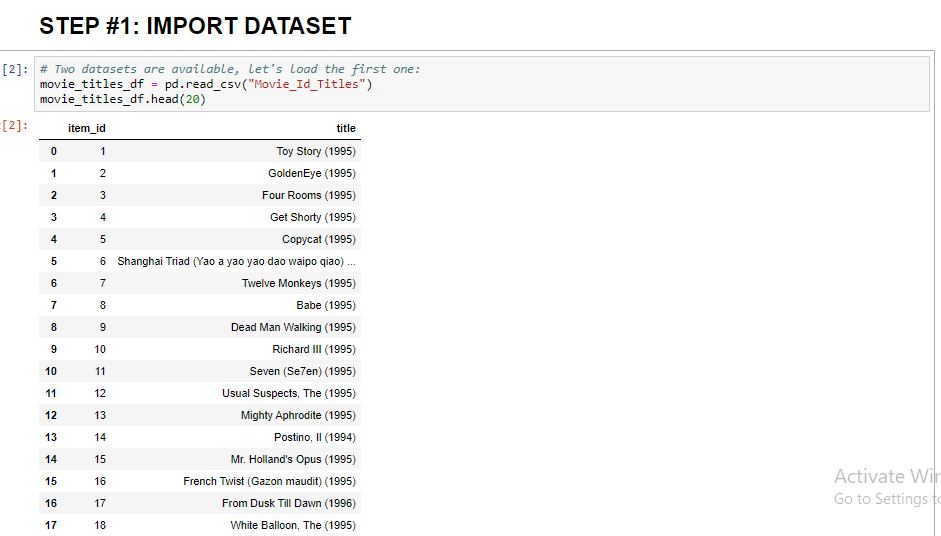 STEP #1: IMPORT DATASET
[2]: # Two datasets are available, let's load the first one:
movie_titles_df = pd.read_csv("Movie_Id_Titles")
movie_titles_df.head(20)
[2]:
item_id title
0 1 Toy Story (1995)
1 2 GoldenEye (1995)
2 3 Four Rooms (1995)
3 4 Get Shorty (1995)
4 5 Copycat (1995)
5 6 Shanghai Triad (Yao a yao yao dao waipo qiao) ...
6 7 Twelve Monkeys (1995)
7 8 Babe (1995)
8 9 Dead Man Walking (1995)
9 10 Richard III (1995)
10 11 Seven (Se7en) (1995)
11 12 Usual Suspects, The (1995)
12 13 Mighty Aphrodite (1995)
13 14 Postino, Il (1994)
14 15 Mr. Holland's Opus (1995)
15 16 French Twist (Gazon maudit) (1995)
16 17 From Dusk Till Dawn (1996)
17 18 White Balloon, The (1995)
Activate Win
Go to Settings to